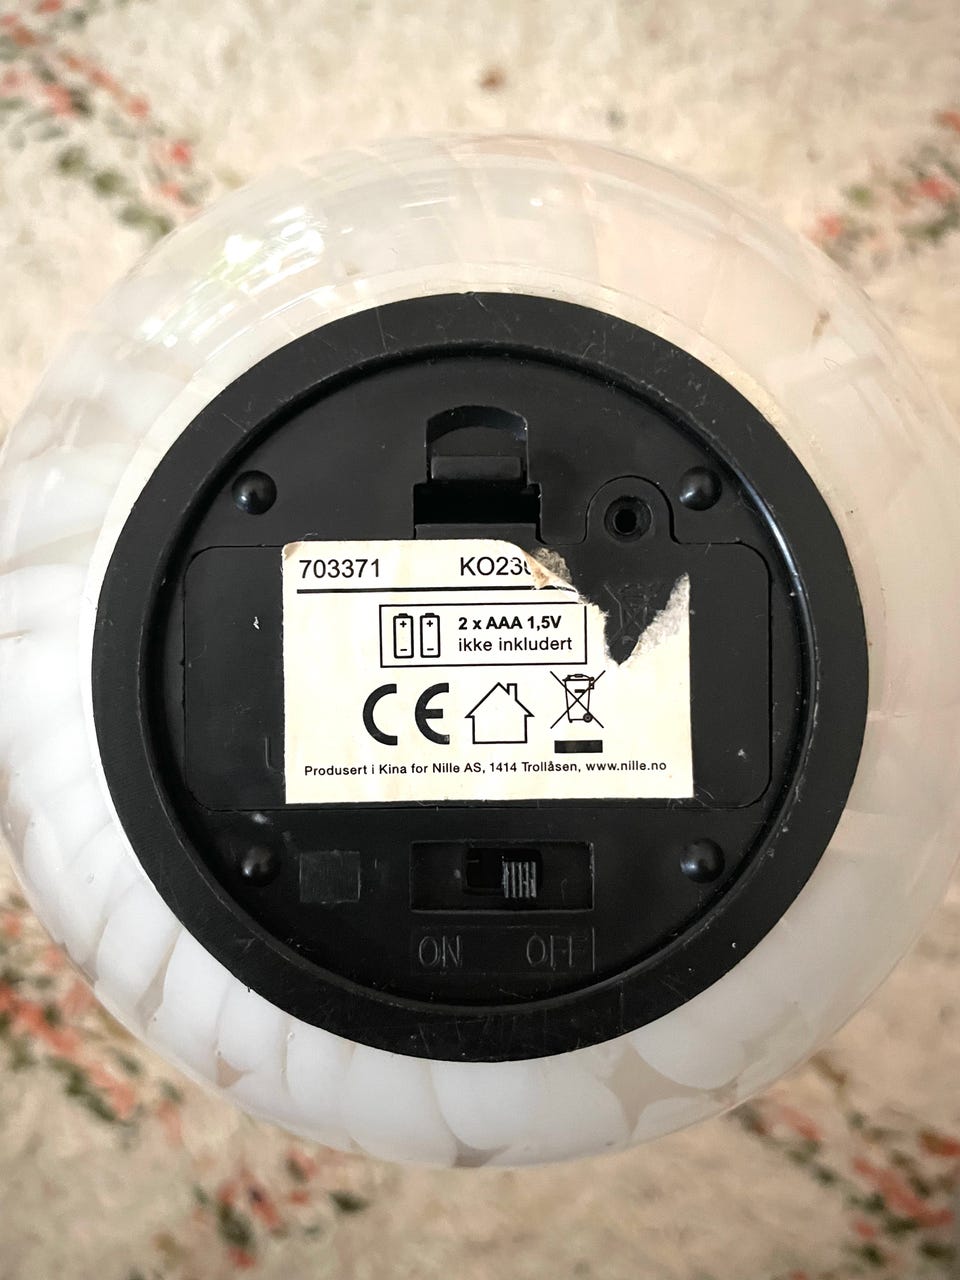 703371
2 x AAA 1,5V
ikke inkludert
CE
Produsert i Kina for Nille AS, 1414 Trollåsen, www.nille.no
ON OFF